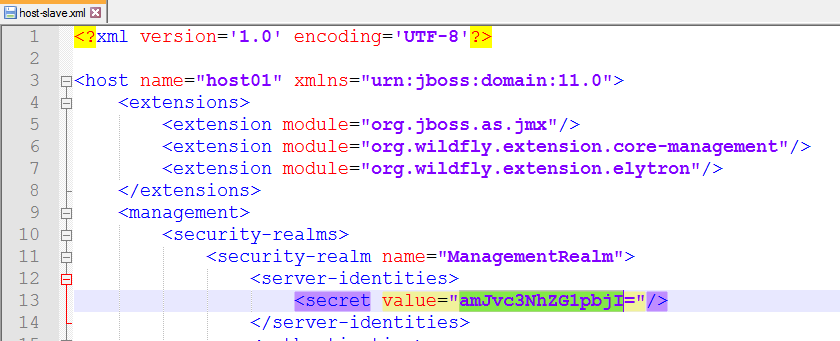 host-slave.xml
1 <?xml version='1.0' encoding='UTF-8'?>
2
3 <host name="host01" xmlns="urn:jboss:domain:11.0">
4 <extensions>
5 <extension module="org.jboss.as.jmx"/>
6 <extension module="org.wildfly.extension.core-management"/>
7 <extension module="org.wildfly.extension.elytron"/>
8 </extensions>
9 <management>
10 <security-realms>
11 <security-realm name="ManagementRealm">
12 <server-identities>
13 <secret value="amJvc3NhZG1pbjI="/>
14 </server-identities>